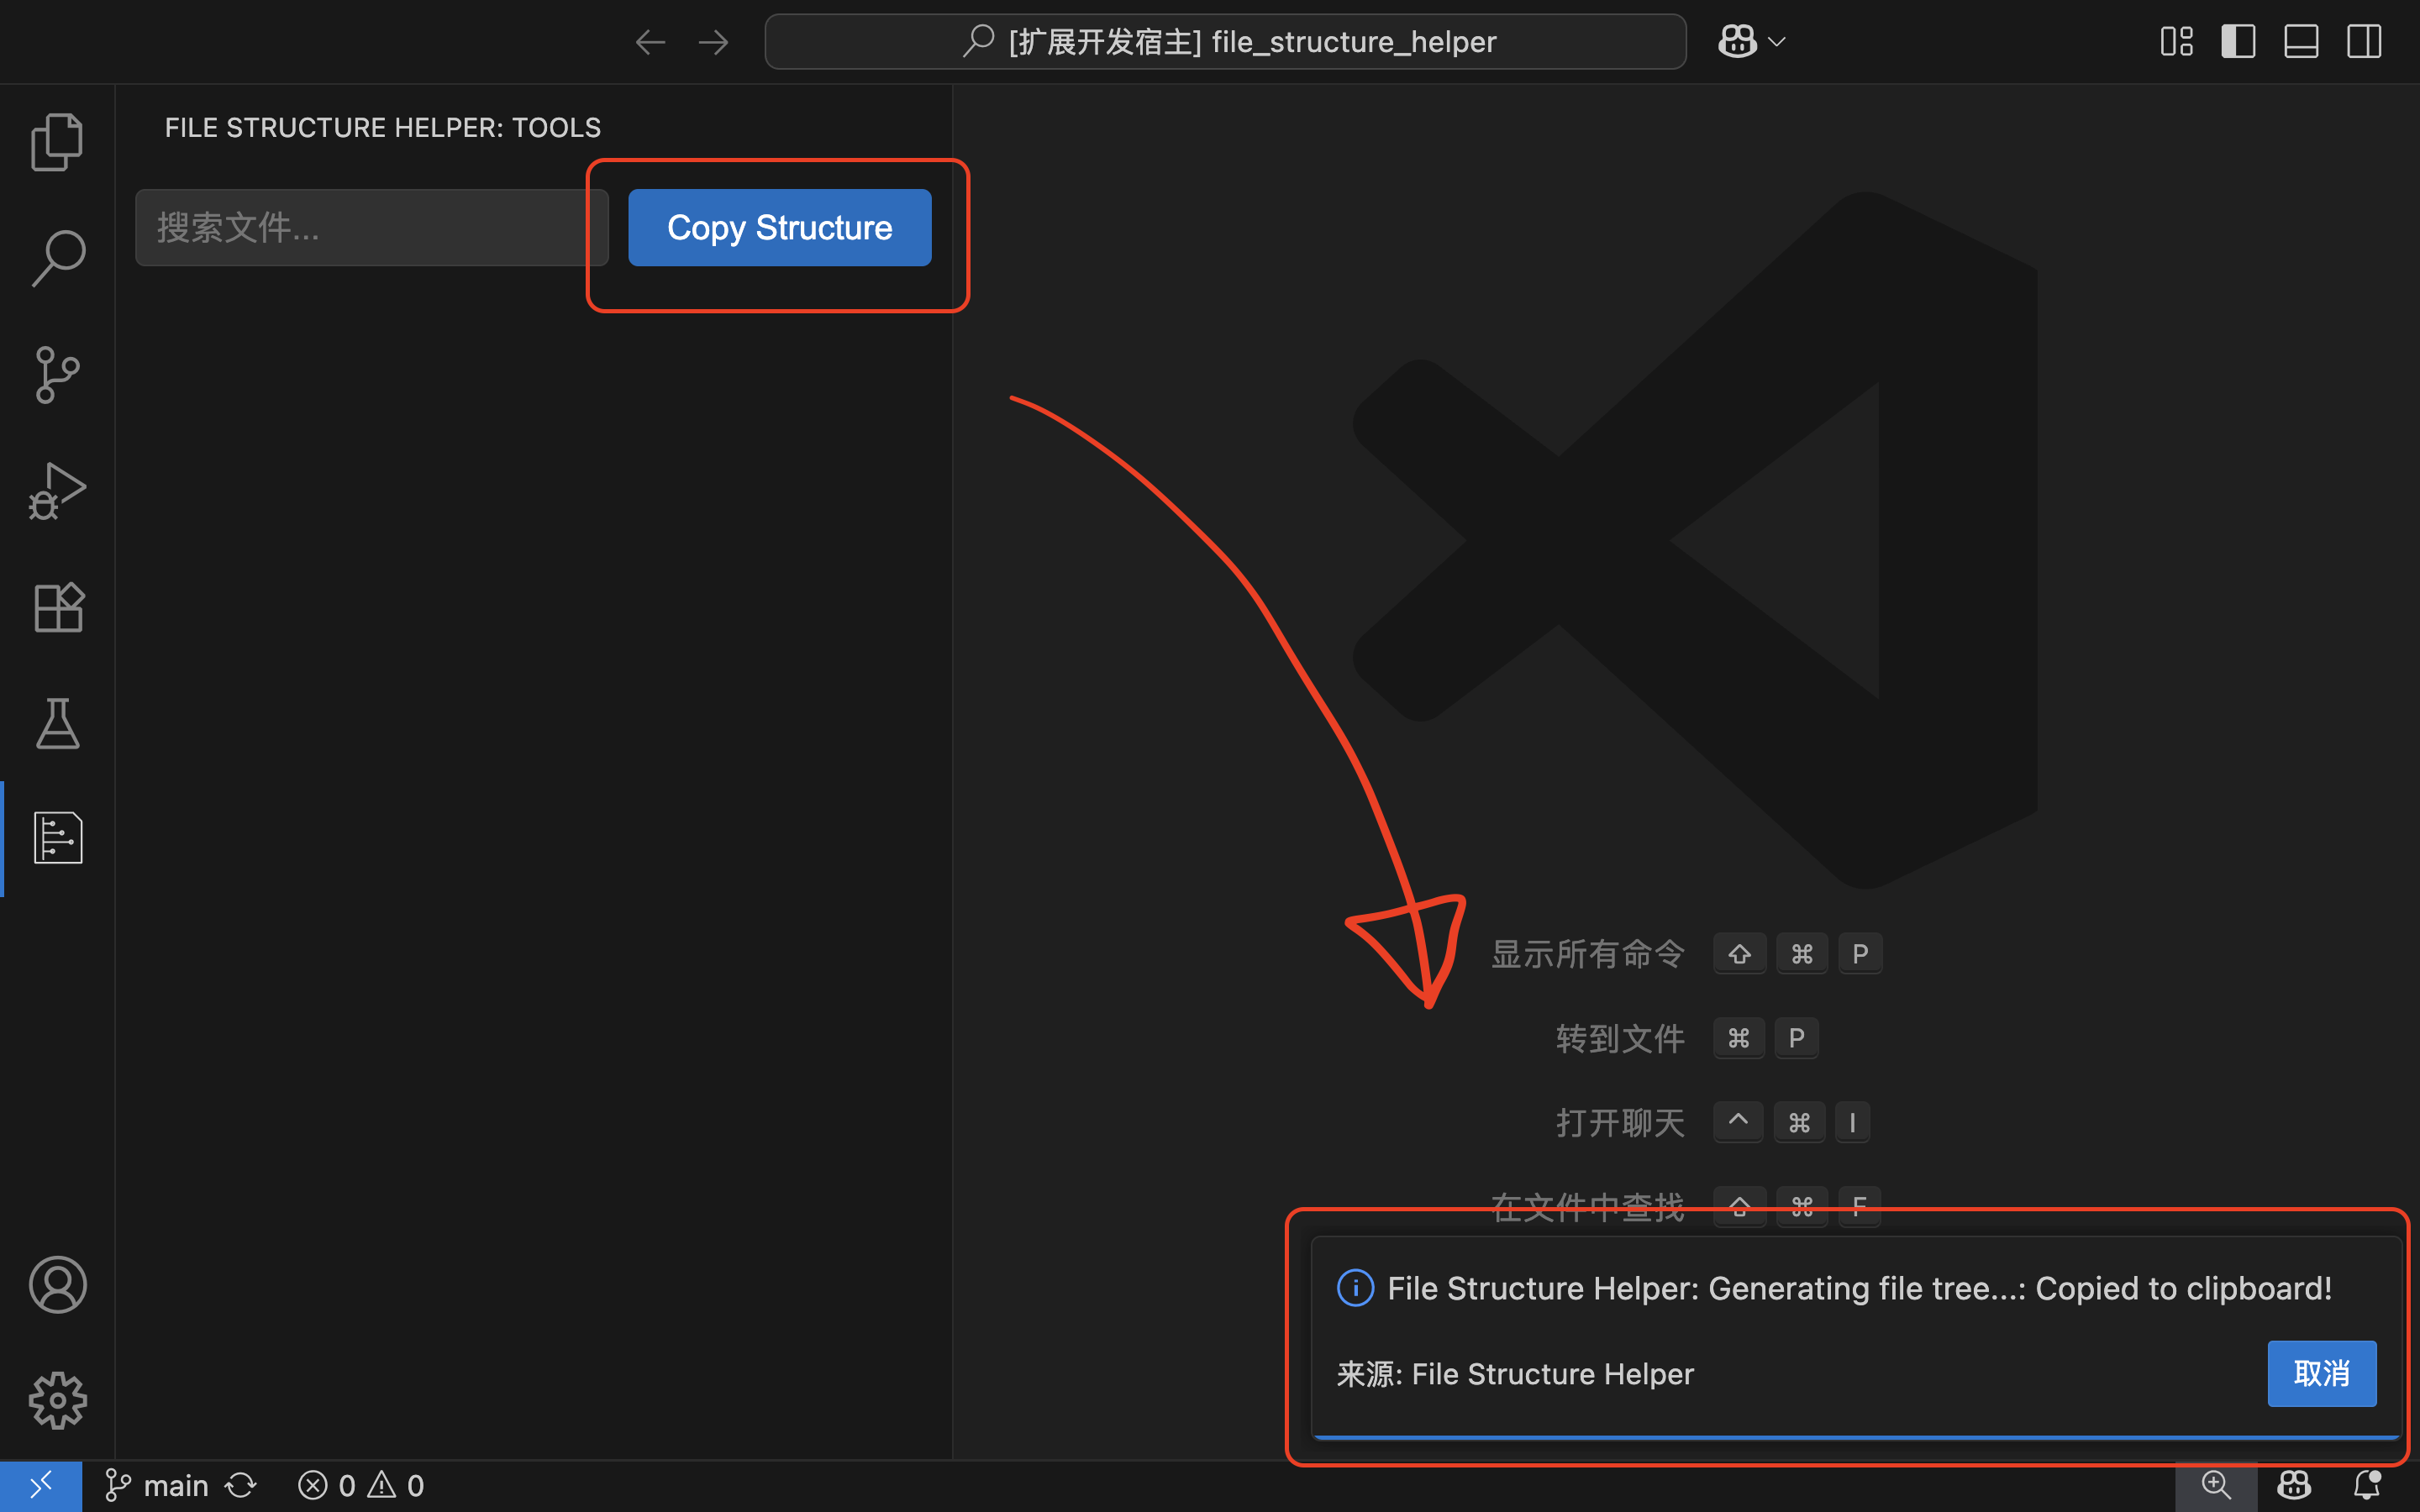 [扩展开发宿主] file_structure_helper
FILE STRUCTURE HELPER: TOOLS
搜索文件...
Copy Structure
显示所有命令 ⇧ ⌘ P
转到文件 ⌘ P
打开聊天 ^ ⌘ I
在文件中查找 ⇧ ⌘ F
File Structure Helper: Generating file tree...: Copied to clipboard!
来源: File Structure Helper
取消
main 0 0